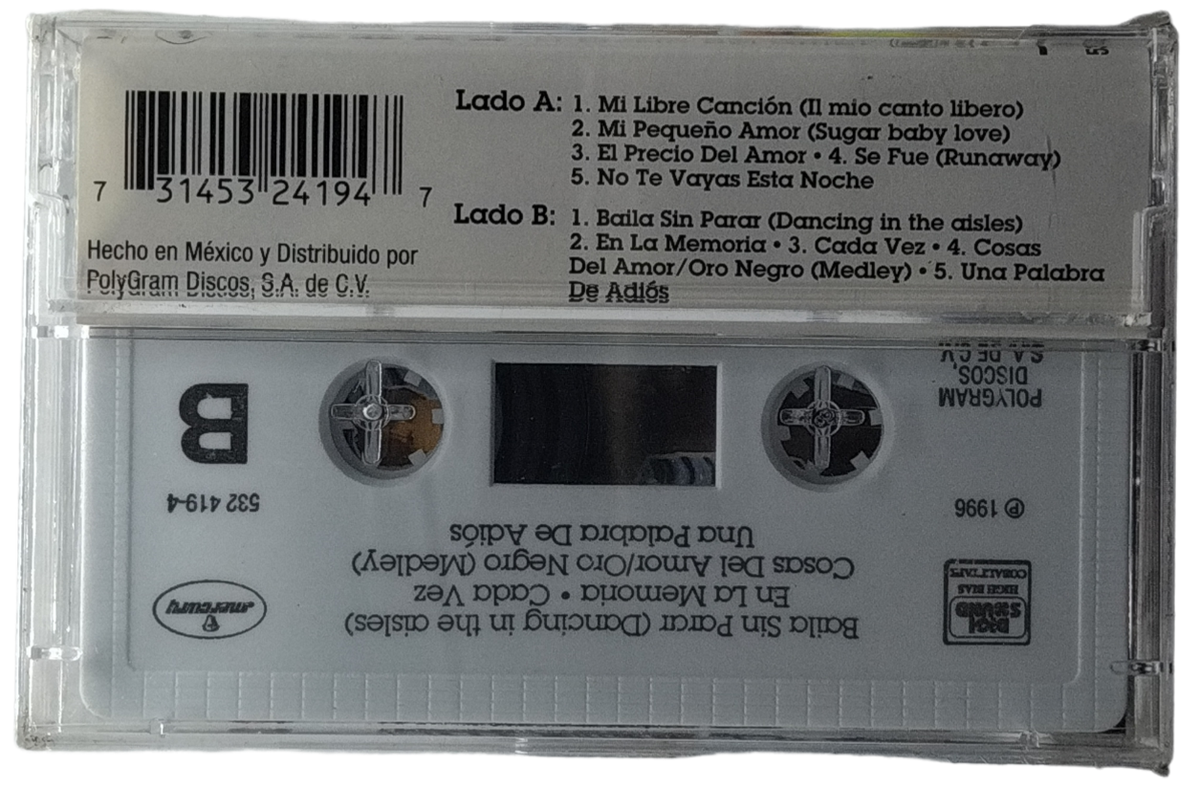 Lado A: 1. Mi Libre Canción (Il mio canto libero)
2. Mi Pequeño Amor (Sugar baby love)
3. El Precio Del Amor • 4. Se Fue (Runaway)
5. No Te Vayas Esta Noche
Lado B: 1. Baila Sin Parar (Dancing in the aisles)
2. En La Memoria • 3. Cada Vez • 4. Cosas
Del Amor/Oro Negro (Medley) • 5. Una Palabra
De Adiós
7 31453 24194 7
Hecho en México y Distribuido por
PolyGram Discos, S.A. de C.V.
Baila Sin Parar (Dancing in the aisles)
En La Memoria • Cada Vez
Cosas Del Amor/Oro Negro (Medley)
Una Palabra De Adiós
DIGI
SOUND
HIGH BIAS
COBALT TAPE
mercury
℗ 1996
532 419-4
B
POLYGRAM
DISCOS,
S.A. DE C.V.